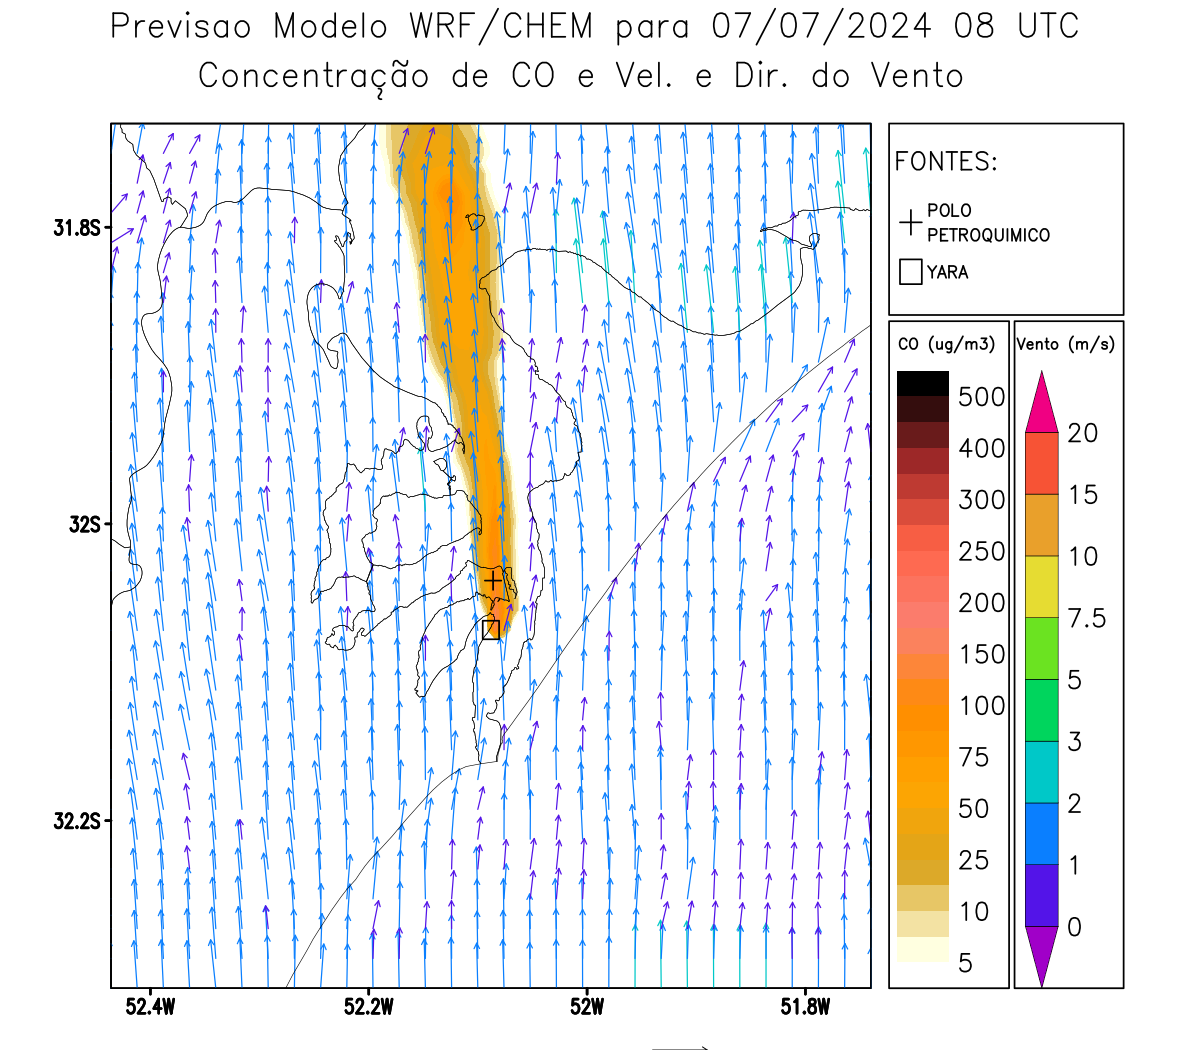 Previsao Modelo WRF/CHEM para 07/07/2024 08 UTC
Concentração de CO e Vel. e Dir. do Vento
FONTES:
POLO
PETROQUIMICO
YARA
CO (ug/m3)
500
400
300
250
200
150
100
75
50
25
10
5
Vento (m/s)
20
15
10
7.5
5
3
2
1
0
31.8S
32S
32.2S
52.4W
52.2W
52W
51.8W